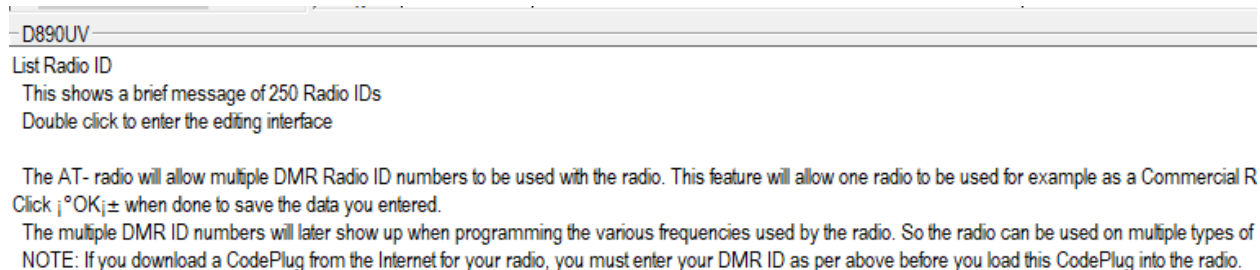 D890UV
List Radio ID
This shows a brief message of 250 Radio IDs
Double click to enter the editing interface
The AT- radio will allow multiple DMR Radio ID numbers to be used with the radio. This feature will allow one radio to be used for example as a Commercial R
Click ¡°OK¡± when done to save the data you entered.
The multiple DMR ID numbers will later show up when programming the various frequencies used by the radio. So the radio can be used on multiple types of
NOTE: If you download a CodePlug from the Internet for your radio, you must enter your DMR ID as per above before you load this CodePlug into the radio.